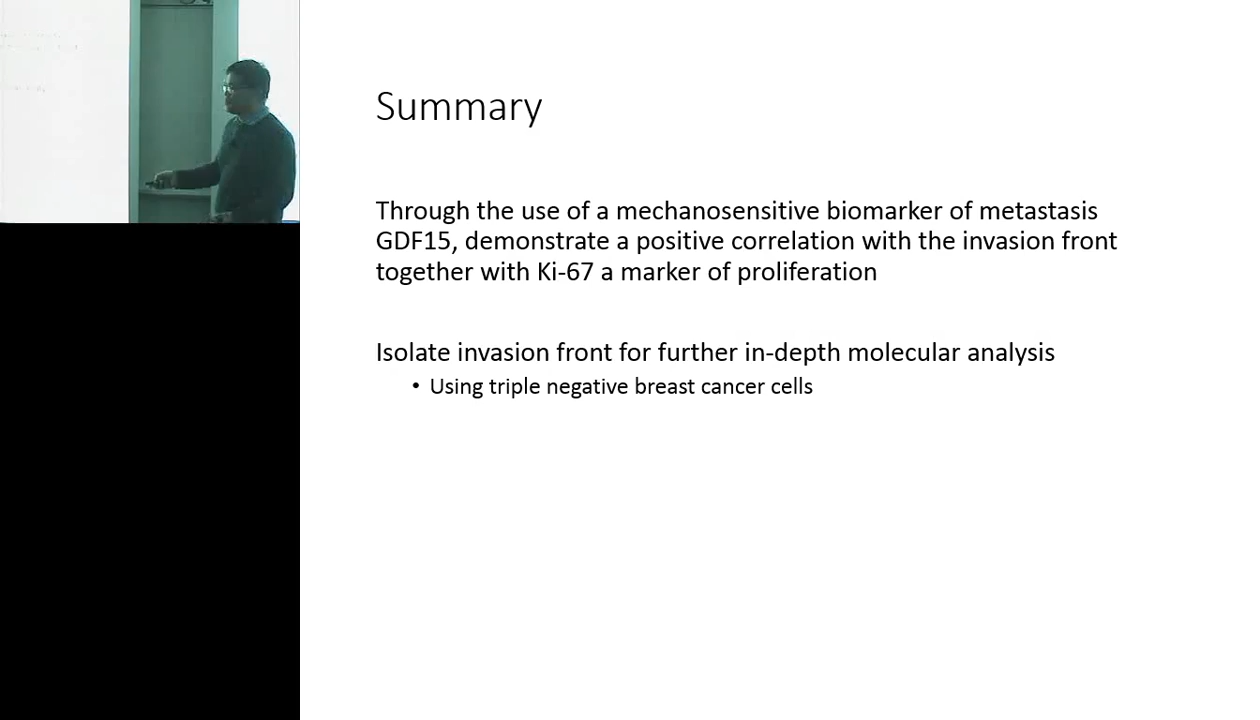 Summary
Through the use of a mechanosensitive biomarker of metastasis
GDF15, demonstrate a positive correlation with the invasion front
together with Ki-67 a marker of proliferation
Isolate invasion front for further in-depth molecular analysis
• Using triple negative breast cancer cells